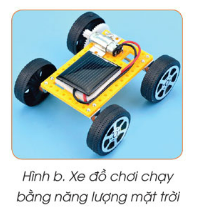 Hình b. Xe đồ chơi chạy
bằng năng lượng mặt trời